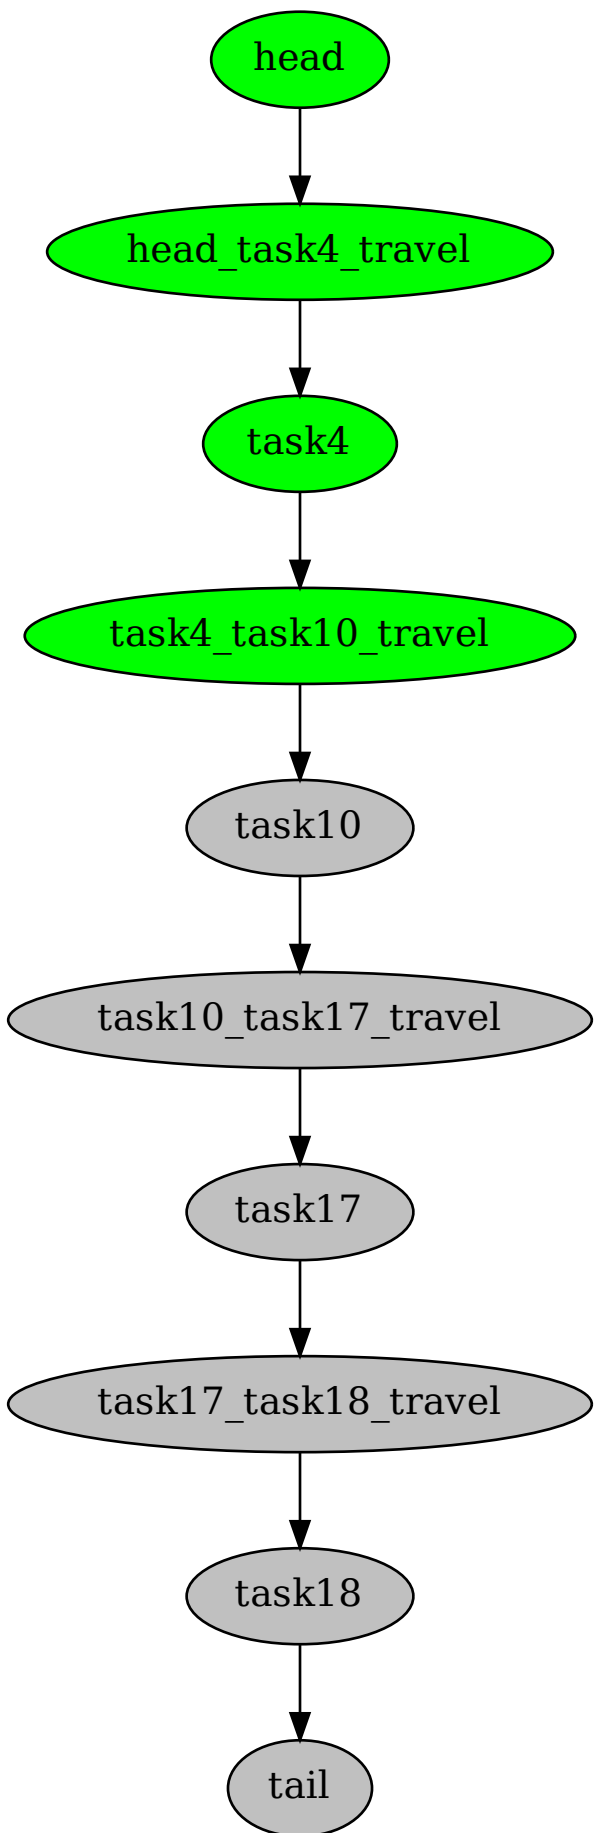 head
head_task4_travel
task4
task4_task10_travel
task10
task10_task17_travel
task17
task17_task18_travel
task18
tail